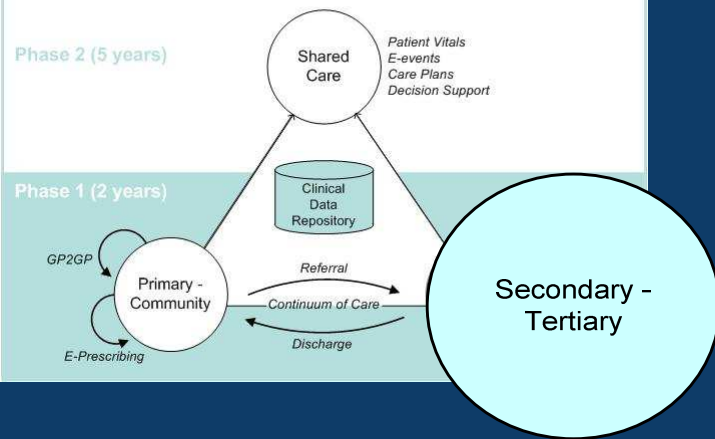 Phase 2 (5 years)
Shared
Care
Patient Vitals
E-events
Care Plans
Decision Support
Phase 1 (2 years)
Clinical
Data
Repository
GP2GP
Primary -
Community
E-Prescribing
Referral
Continuum of Care
Discharge
Secondary -
Tertiary